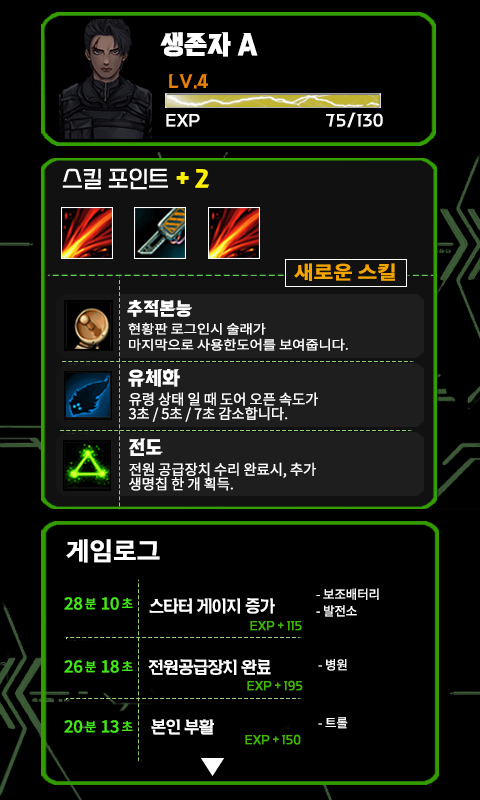 생존자 A
LV.4
EXP 75/130
스킬 포인트 + 2
새로운 스킬
추적본능
현황판 로그인시 술래가
마지막으로 사용한도어를 보여줍니다.
유체화
유령 상태 일 때 도어 오픈 속도가
3초 / 5초 / 7초 감소합니다.
전도
전원 공급장치 수리 완료시, 추가
생명칩 한 개 획득.
게임로그
28분 10초 스타터 게이지 증가
- 보조배터리
- 발전소
EXP + 115
26분 18초 전원공급장치 완료 - 병원
EXP + 195
20분 13초 본인 부활 - 트롤
EXP + 150